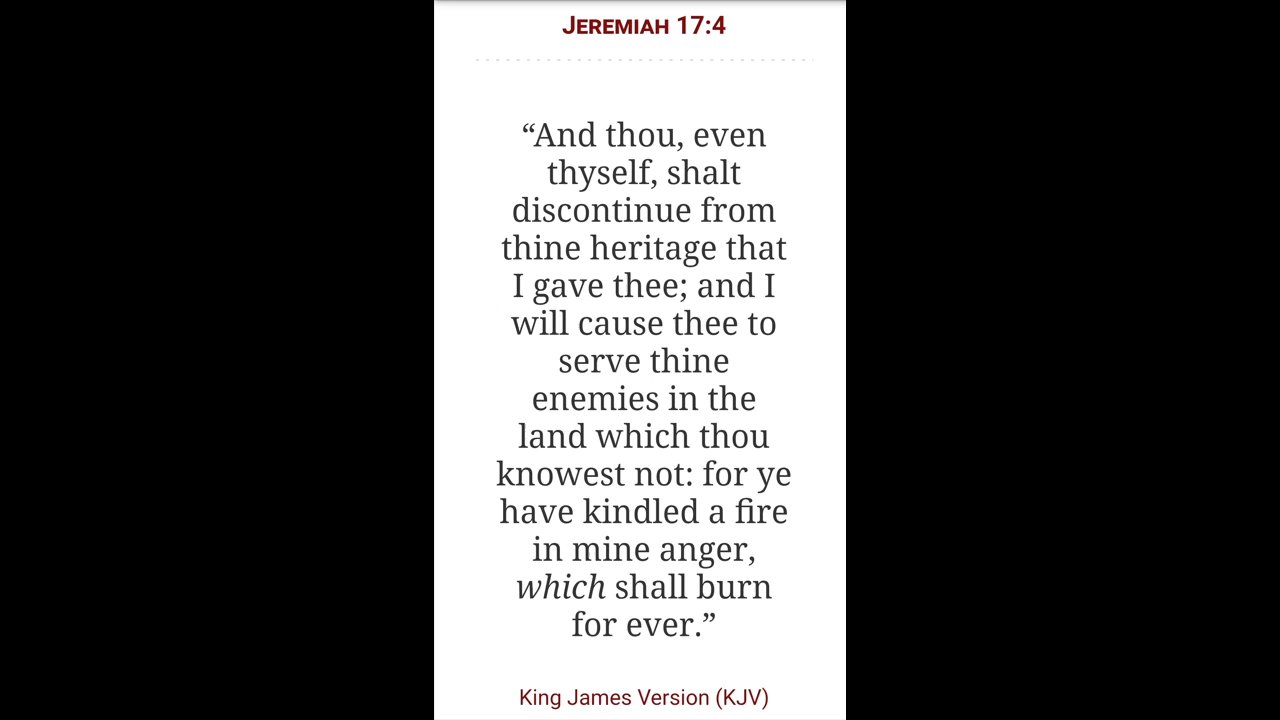 Jeremiah 17:4
“And thou, even
thyself, shalt
discontinue from
thine heritage that
I gave thee; and I
will cause thee to
serve thine
enemies in the
land which thou
knowest not: for ye
have kindled a fire
in mine anger,
which shall burn
for ever.”
King James Version (KJV)